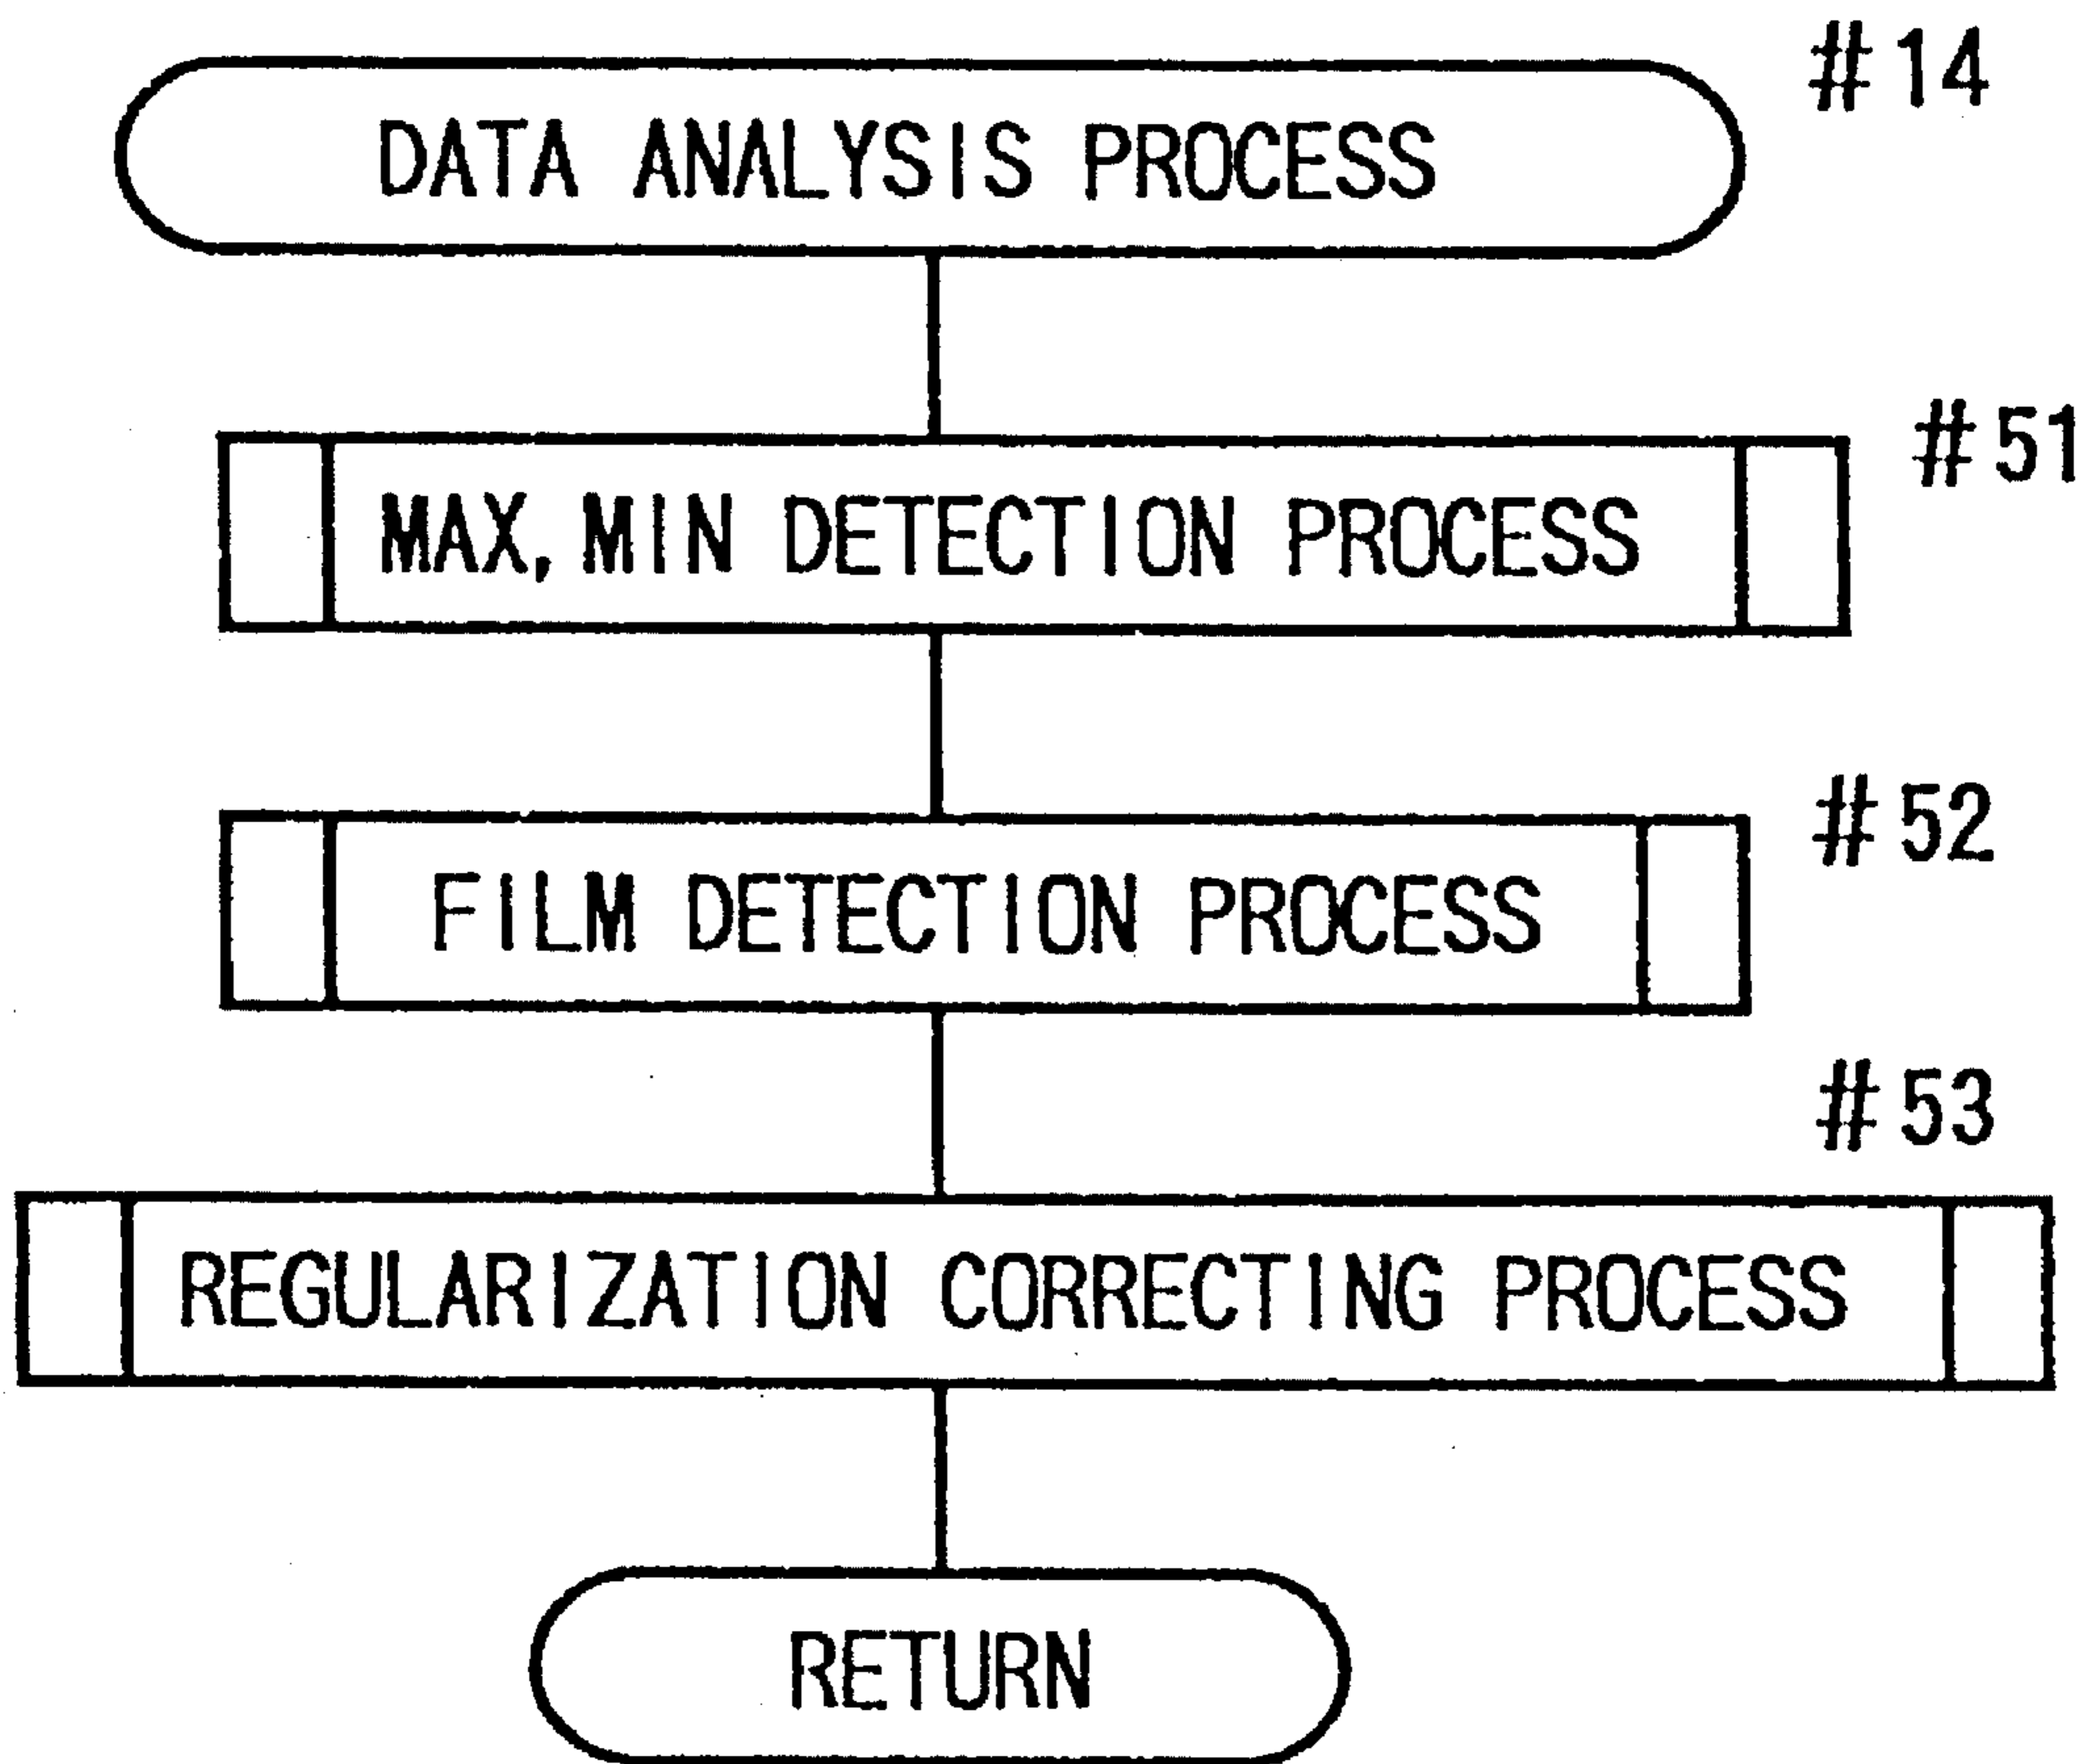 #14
DATA ANALYSIS PROCESS
#51
MAX, MIN DETECTION PROCESS
#52
FILM DETECTION PROCESS
#53
REGULARIZATION CORRECTING PROCESS
RETURN